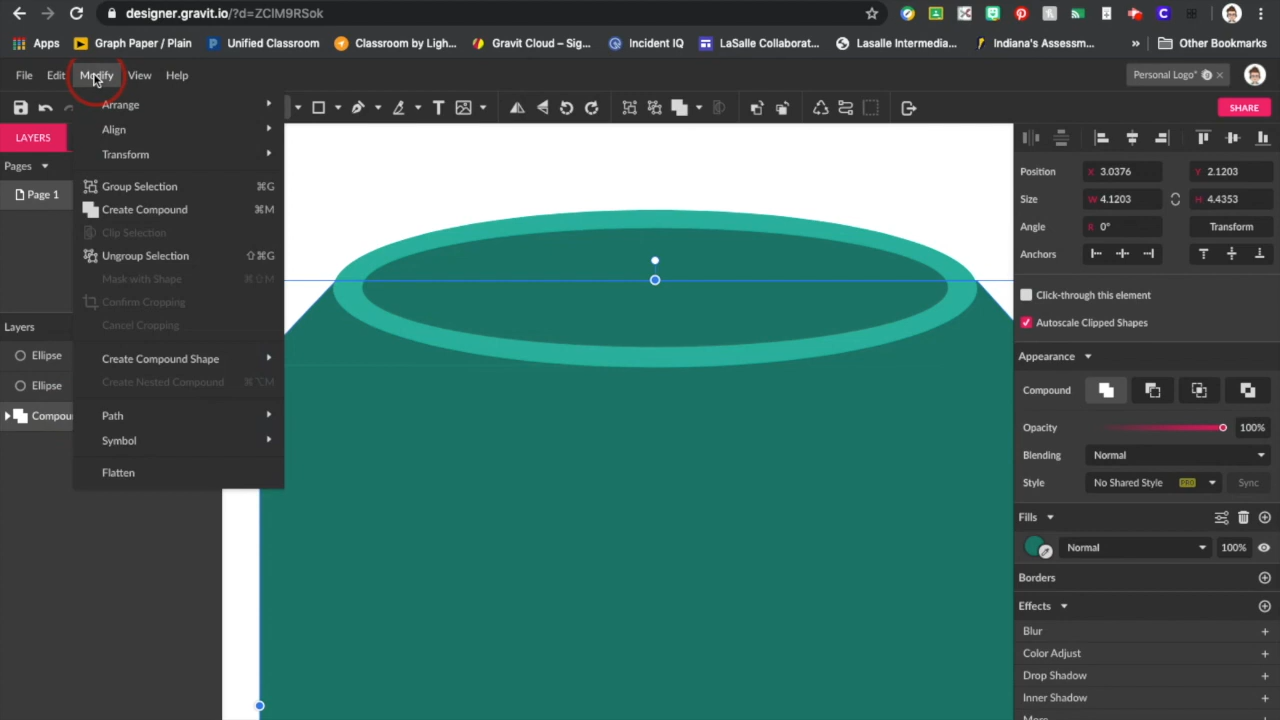 designer.gravit.io/?d=ZClM9RSok
Apps Graph Paper / Plain Unified Classroom Classroom by Ligh... Gravit Cloud – Sig... Incident IQ LaSalle Collaborat... Lasalle Intermedia... Indiana's Assessm... » Other Bookmarks
File Edit Modify View Help Personal Logo*
SHARE
LAYERS
Pages
Page 1
Layers
Ellipse
Ellipse
Compou
Arrange
Align
Transform
Group Selection ⌘G
Create Compound ⌘M
Clip Selection
Ungroup Selection ⇧⌘G
Mask with Shape ⌘⇧M
Confirm Cropping
Cancel Cropping
Create Compound Shape
Create Nested Compound ⌘⌥M
Path
Symbol
Flatten
Position X 3.0376 Y 2.1203
Size W 4.1203 H 4.4353
Angle R 0° Transform
Anchors
Click-through this element
Autoscale Clipped Shapes
Appearance
Compound
Opacity 100%
Blending Normal
Style No Shared Style PRO Sync
Fills
Normal 100%
Borders
Effects
Blur
Color Adjust
Drop Shadow
Inner Shadow
More